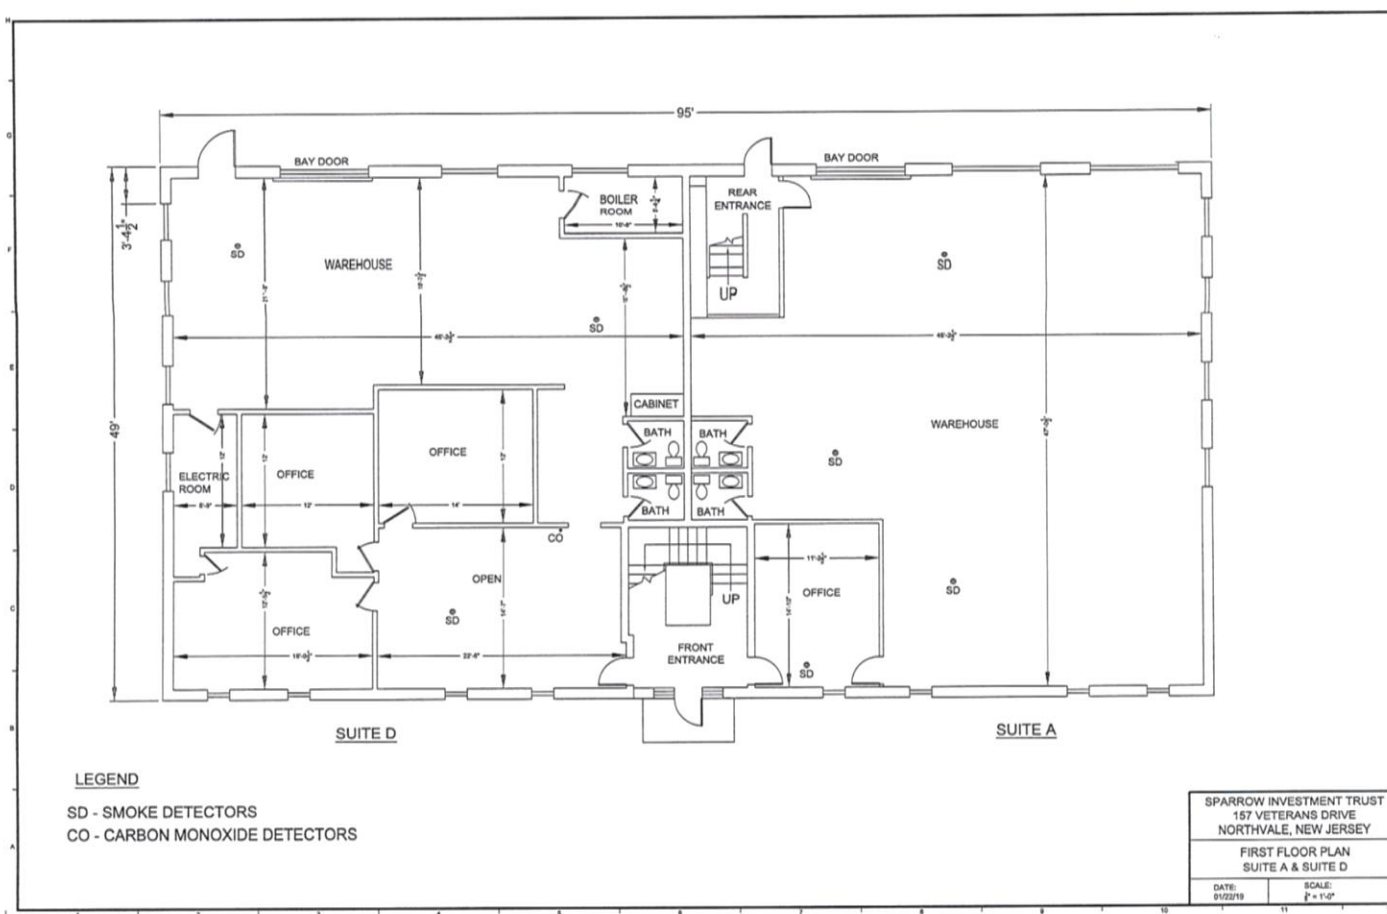 95'
BAY DOOR
BAY DOOR
BOILER
ROOM
REAR
ENTRANCE
3'-4½"
SD
WAREHOUSE
SD
UP
SD
49'
CABINET
BATH
BATH
WAREHOUSE
OFFICE
SD
ELECTRIC
ROOM
OFFICE
12'
12'
12'
12'
14'
BATH
BATH
CO
OPEN
OFFICE
SD
UP
SD
OFFICE
FRONT
ENTRANCE
SD
SUITE D
SUITE A
LEGEND
SD - SMOKE DETECTORS
CO - CARBON MONOXIDE DETECTORS
SPARROW INVESTMENT TRUST
157 VETERANS DRIVE
NORTHVALE, NEW JERSEY
FIRST FLOOR PLAN
SUITE A & SUITE D
DATE:
01/22/19
SCALE: